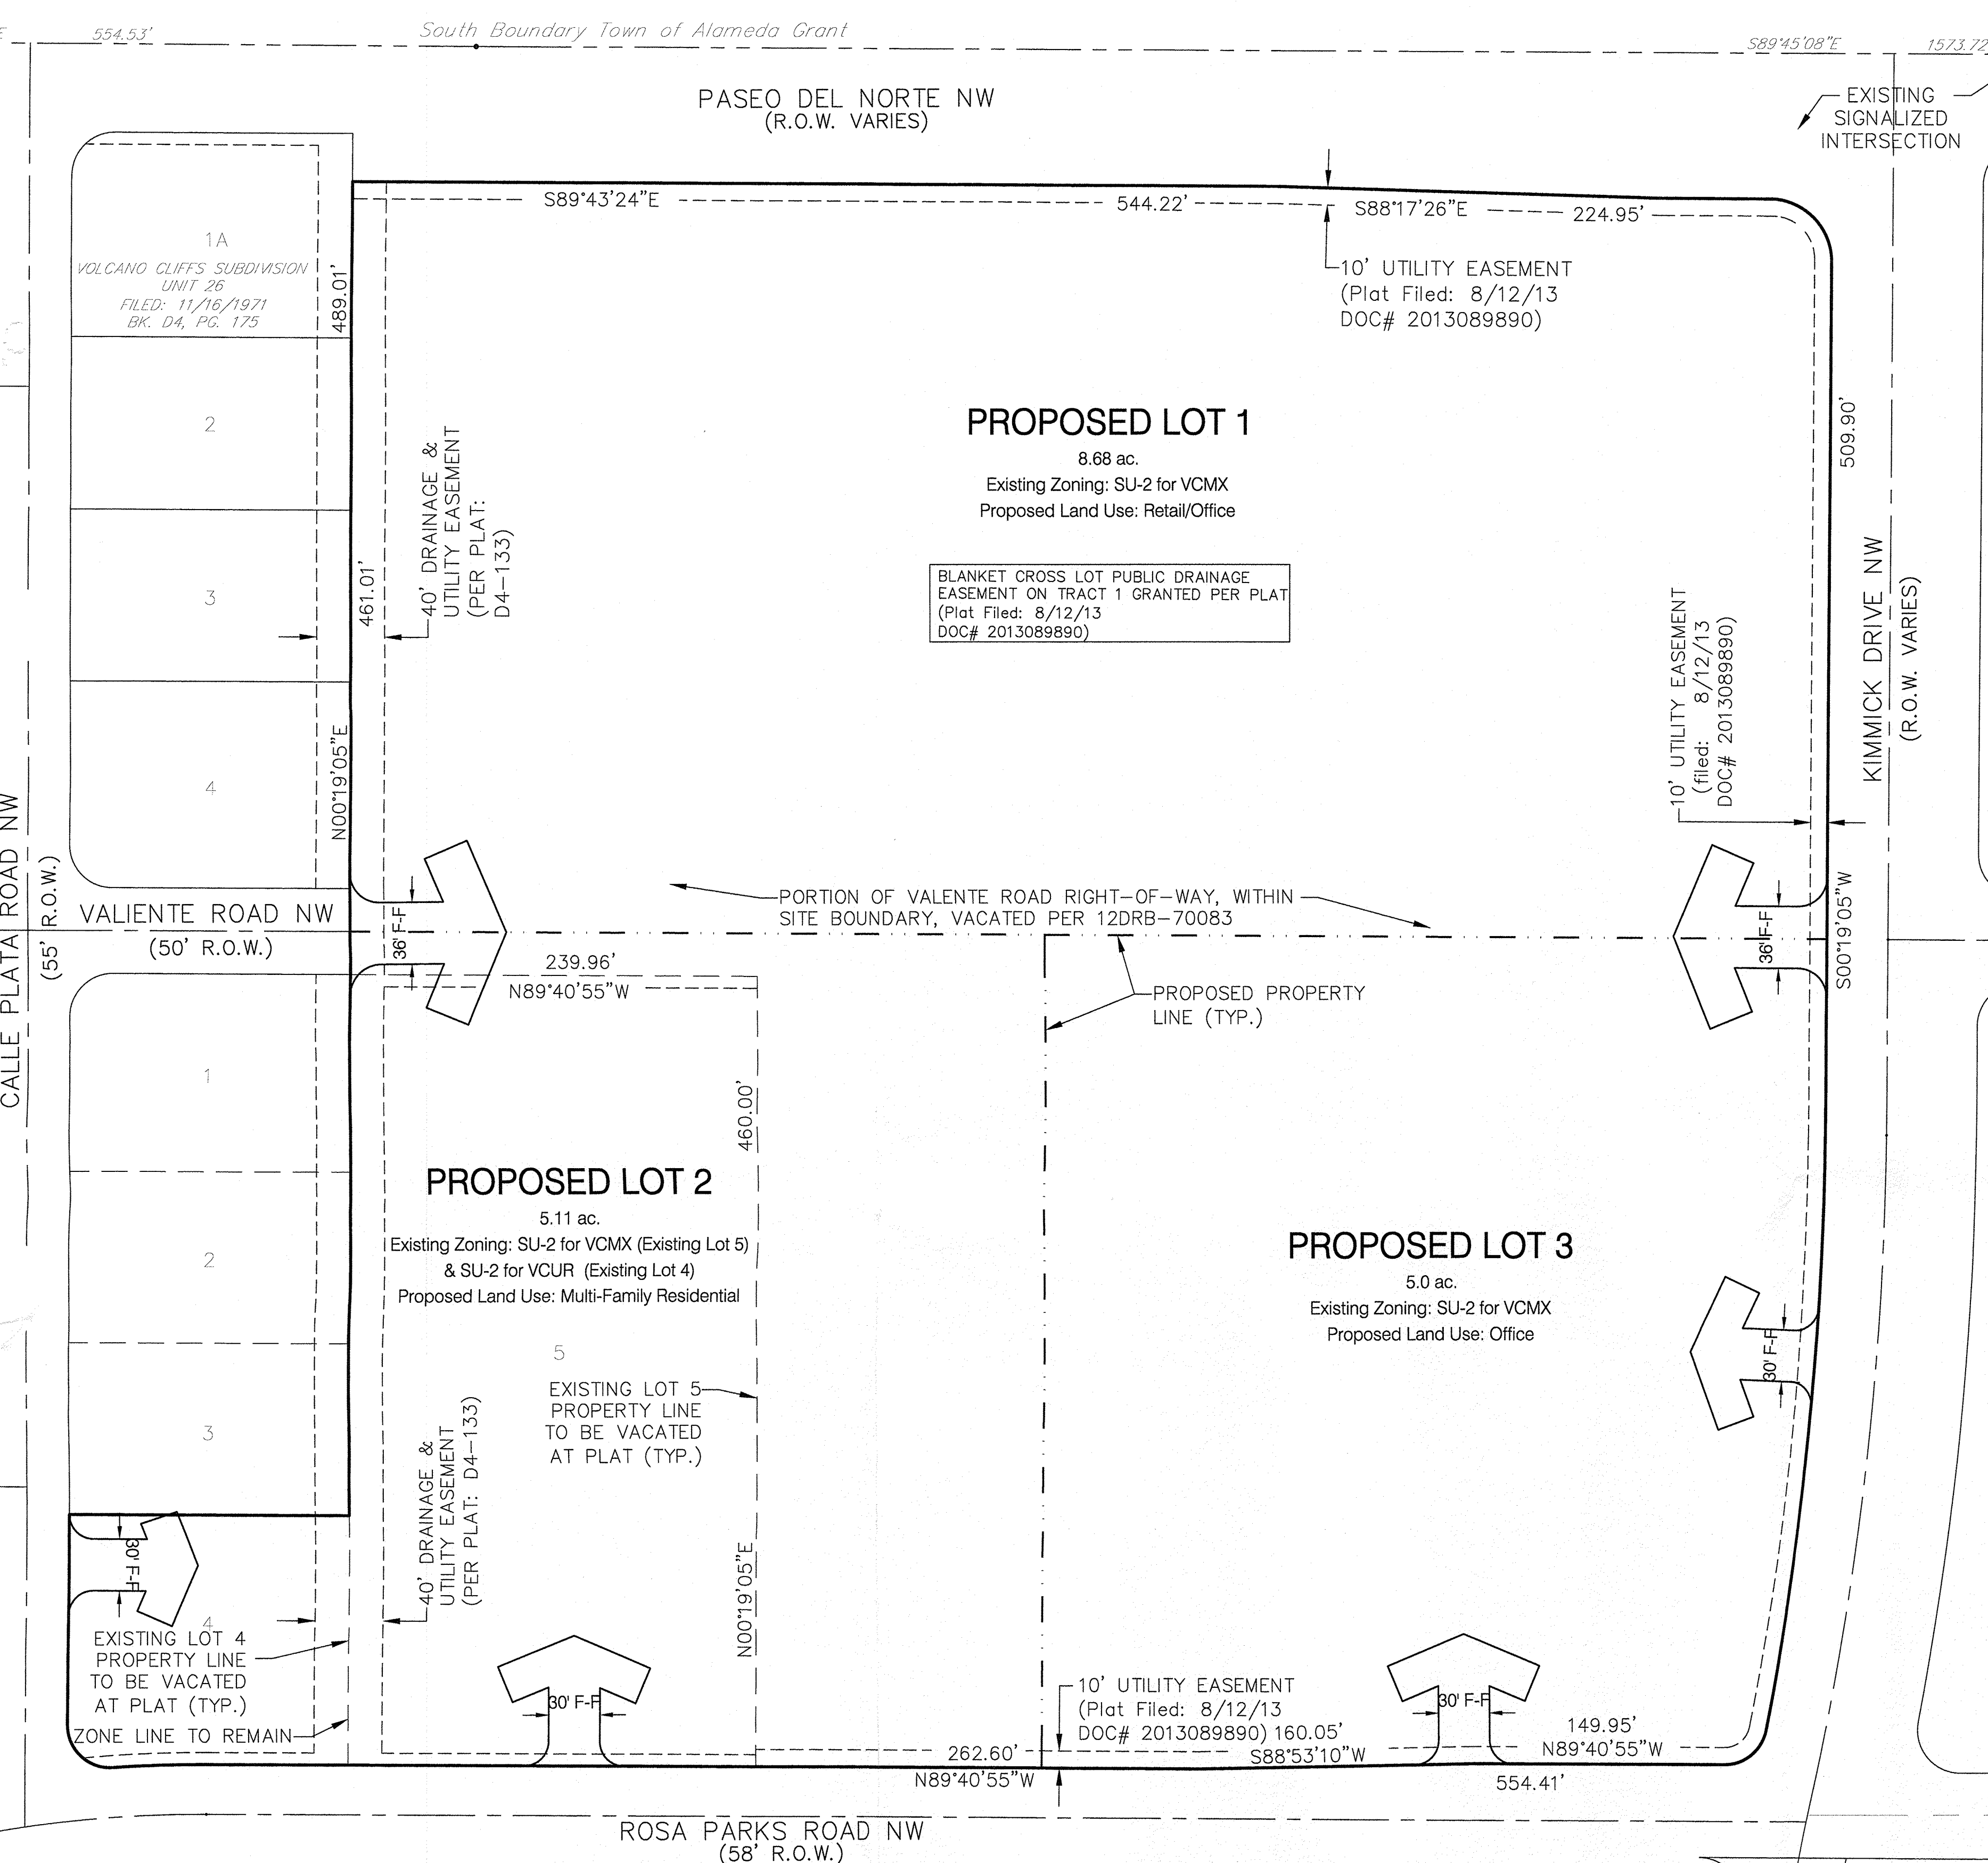 554.53'
South Boundary Town of Alameda Grant
S89°45'08"E
1573.72
PASEO DEL NORTE NW
(R.O.W. VARIES)
EXISTING
SIGNALIZED
INTERSECTION
S89°43'24"E
544.22'
S88°17'26"E
224.95'
10' UTILITY EASEMENT
(Plat Filed: 8/12/13
DOC# 2013089890)
1A
VOLCANO CLIFFS SUBDIVISION
UNIT 26
FILED: 11/16/1971
BK. D4, PG. 175
489.01'
2
3
4
461.01'
40' DRAINAGE &
UTILITY EASEMENT
(PER PLAT:
D4-133)
N00°19'05"E
PROPOSED LOT 1
8.68 ac.
Existing Zoning: SU-2 for VCMX
Proposed Land Use: Retail/Office
BLANKET CROSS LOT PUBLIC DRAINAGE
EASEMENT ON TRACT 1 GRANTED PER PLAT
(Plat Filed: 8/12/13
DOC# 2013089890)
509.90'
10' UTILITY EASEMENT
(filed: 8/12/13
DOC# 2013089890)
KIMMICK DRIVE NW
(R.O.W. VARIES)
S00°19'05"W
CALLE PLATA ROAD NW
(55' R.O.W.)
VALIENTE ROAD NW
(50' R.O.W.)
36' F-F
PORTION OF VALENTE ROAD RIGHT-OF-WAY, WITHIN
SITE BOUNDARY, VACATED PER 12DRB-70083
36' F-F
239.96'
N89°40'55"W
PROPOSED PROPERTY
LINE (TYP.)
1
2
3
460.00'
PROPOSED LOT 2
5.11 ac.
Existing Zoning: SU-2 for VCMX (Existing Lot 5)
& SU-2 for VCUR (Existing Lot 4)
Proposed Land Use: Multi-Family Residential
5
EXISTING LOT 5
PROPERTY LINE
TO BE VACATED
AT PLAT (TYP.)
PROPOSED LOT 3
5.0 ac.
Existing Zoning: SU-2 for VCMX
Proposed Land Use: Office
30' F-F
40' DRAINAGE &
UTILITY EASEMENT
(PER PLAT: D4-133)
N00°19'05"E
30' F-F
4
EXISTING LOT 4
PROPERTY LINE
TO BE VACATED
AT PLAT (TYP.)
ZONE LINE TO REMAIN
30' F-F
10' UTILITY EASEMENT
(Plat Filed: 8/12/13
DOC# 2013089890)
160.05'
S88°53'10"W
30' F-F
149.95'
N89°40'55"W
262.60'
N89°40'55"W
554.41'
ROSA PARKS ROAD NW
(58' R.O.W.)